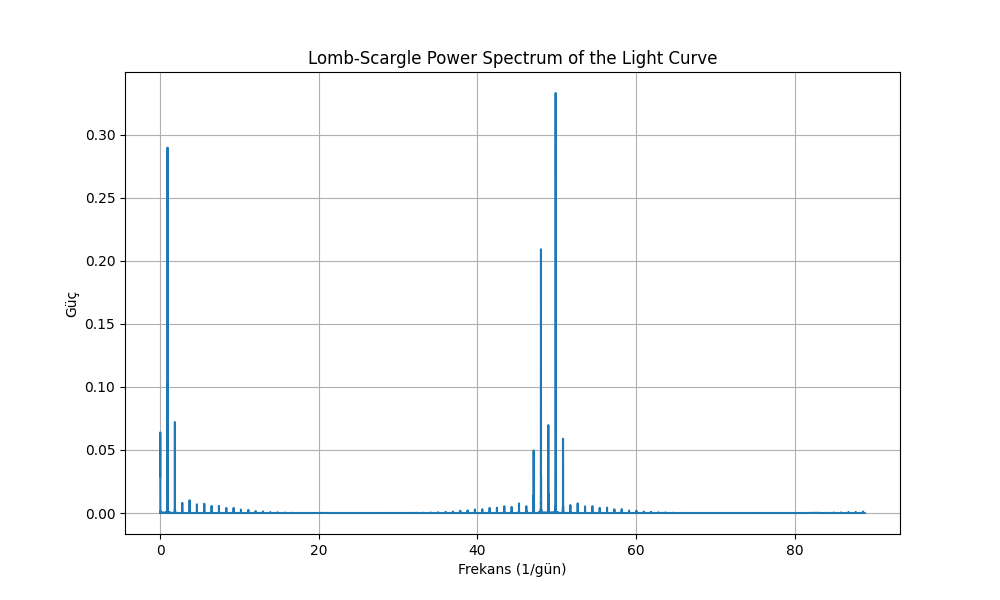 Lomb-Scargle Power Spectrum of the Light Curve
0.30
0.25
0.20
0.15
0.10
0.05
0.00
Güç
0 20 40 60 80
Frekans (1/gün)